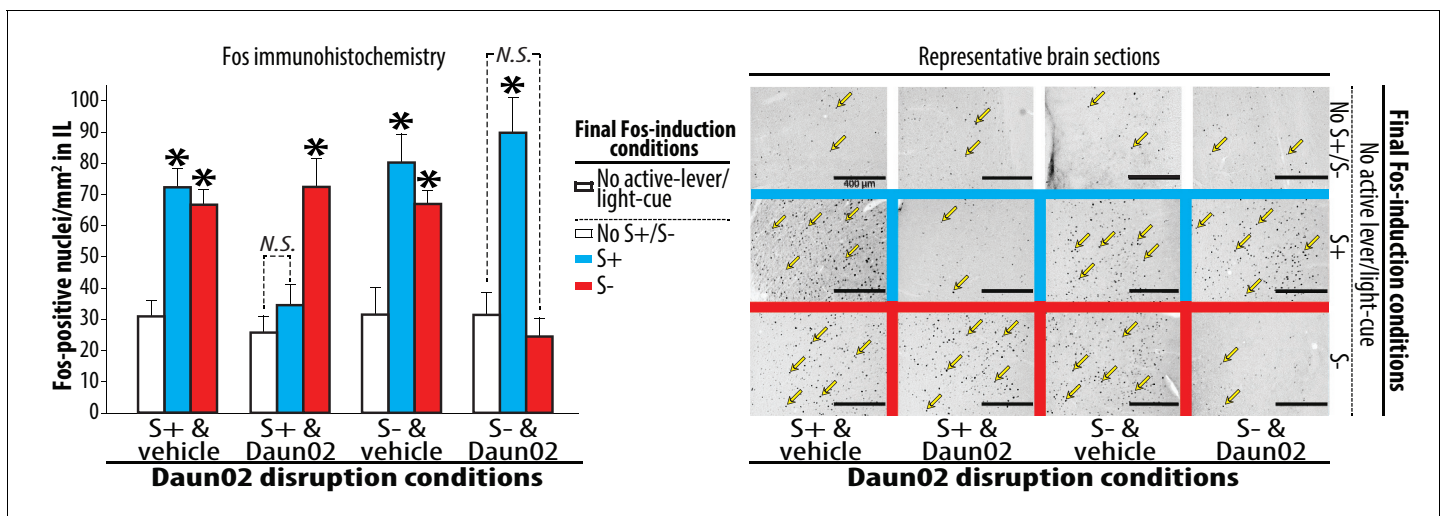 Fos immunohistochemistry
Fos-positive nuclei/mm² in IL
100
90
80
70
60
50
40
30
20
10
0
*
*
N.S.
*
*
*
N.S.
*
S+ &
vehicle
S+ &
Daun02
S- &
vehicle
S- &
Daun02
Daun02 disruption conditions
Final Fos-induction
conditions
No active-lever/
light-cue
No S+/S-
S+
S-
Representative brain sections
400 µm
No S+/S-
S+
S-
No active lever/light-cue
Final Fos-induction conditions
S+ &
vehicle
S+ &
Daun02
S- &
vehicle
S- &
Daun02
Daun02 disruption conditions